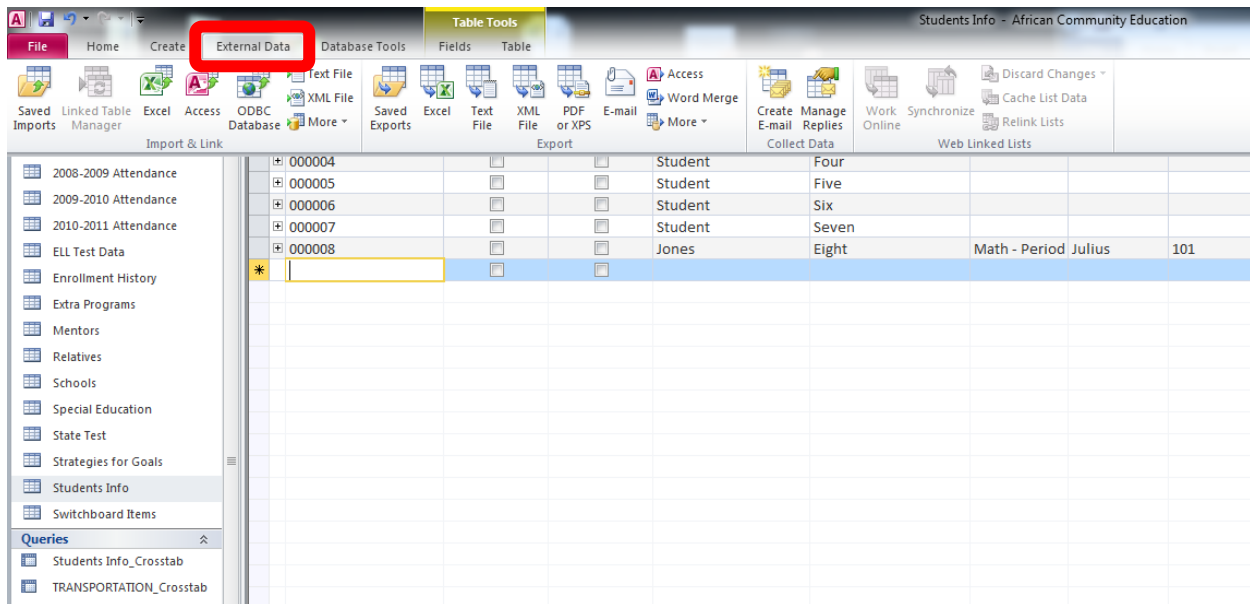 Table Tools
Students Info - African Community Education
File Home Create External Data Database Tools Fields Table
Saved Imports
Linked Table Manager
Excel
Access
ODBC Database
Text File
XML File
More
Import & Link
Saved Exports
Excel
Text File
XML File
PDF or XPS
E-mail
Access
Word Merge
More
Export
Create E-mail
Manage Replies
Collect Data
Work Online
Synchronize
Discard Changes
Cache List Data
Relink Lists
Web Linked Lists
2008-2009 Attendance
2009-2010 Attendance
2010-2011 Attendance
ELL Test Data
Enrollment History
Extra Programs
Mentors
Relatives
Schools
Special Education
State Test
Strategies for Goals
Students Info
Switchboard Items
Queries
Students Info_Crosstab
TRANSPORTATION_Crosstab
000004 Student Four
000005 Student Five
000006 Student Six
000007 Student Seven
000008 Jones Eight Math - Period Julius 101